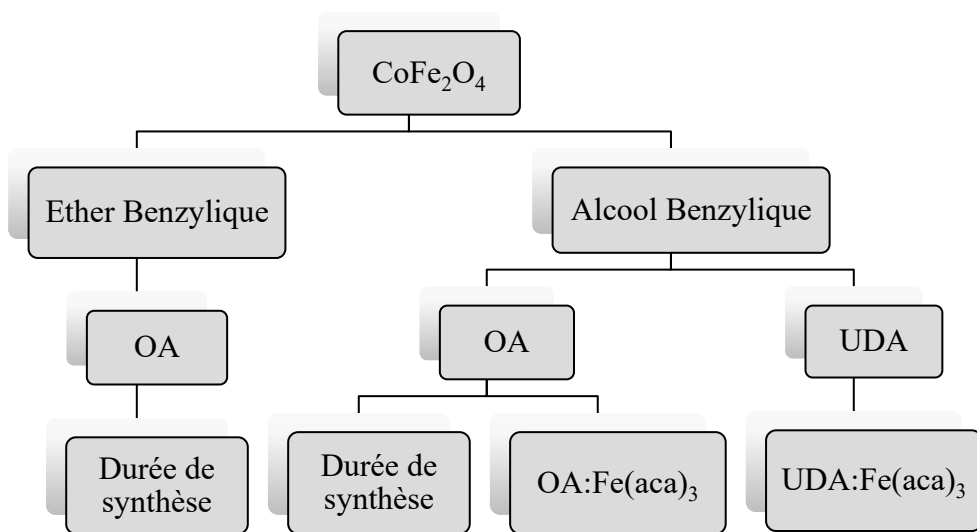 CoFe₂O₄
Ether Benzylique
Alcool Benzylique
OA
OA
UDA
Durée de
synthèse
Durée de
synthèse
OA:Fe(aca)₃
UDA:Fe(aca)₃